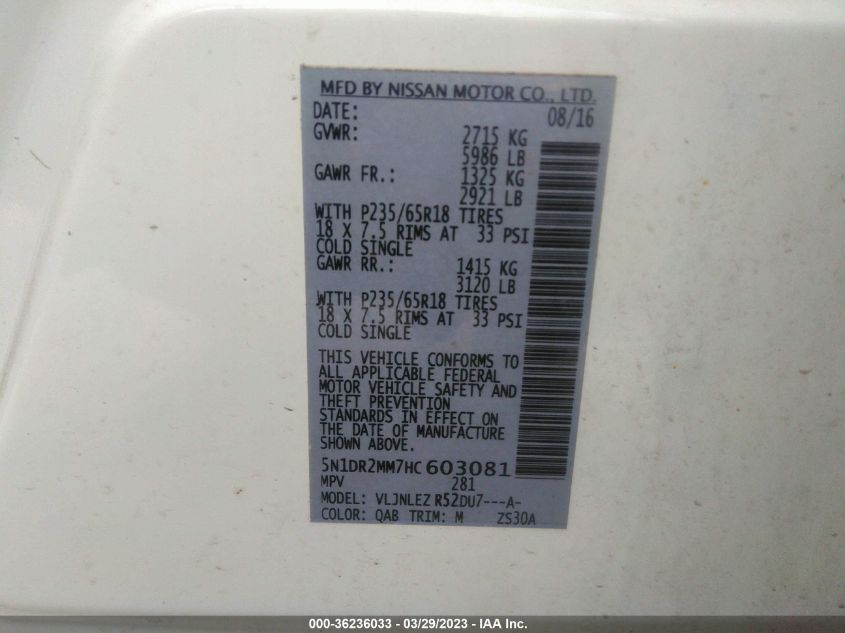 MFD BY NISSAN MOTOR CO., LTD.
DATE: 08/16
GVWR: 2715 KG
5986 LB
GAWR FR.: 1325 KG
2921 LB
WITH P235/65R18 TIRES
18 X 7.5 RIMS AT 33 PSI
COLD SINGLE
GAWR RR.: 1415 KG
3120 LB
WITH P235/65R18 TIRES
18 X 7.5 RIMS AT 33 PSI
COLD SINGLE
THIS VEHICLE CONFORMS TO
ALL APPLICABLE FEDERAL
MOTOR VEHICLE SAFETY AND
THEFT PREVENTION
STANDARDS IN EFFECT ON
THE DATE OF MANUFACTURE
SHOWN ABOVE.
5N1DR2MM7HC 603081
MPV 281
MODEL: VLJNLEZ R52DU7---A-
COLOR: QAB TRIM: M ZS30A
000-36236033 - 03/29/2023 - IAA Inc.